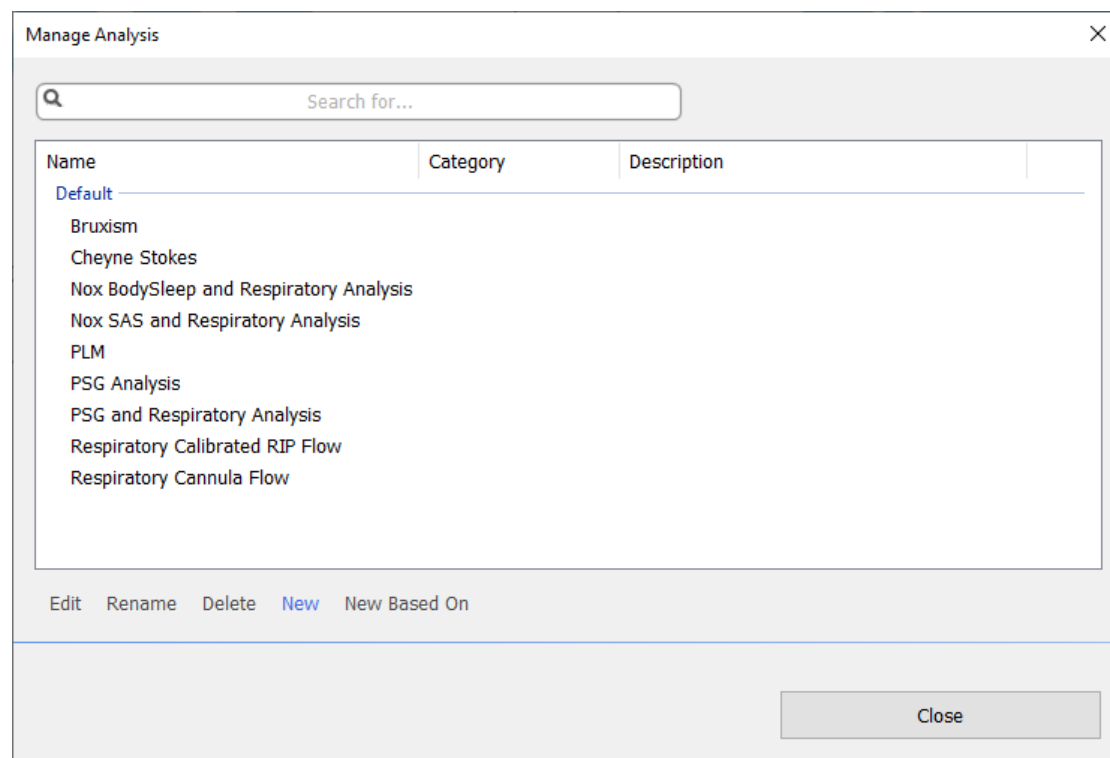 Manage Analysis
Search for...
Name Category Description
Default
Bruxism
Cheyne Stokes
Nox BodySleep and Respiratory Analysis
Nox SAS and Respiratory Analysis
PLM
PSG Analysis
PSG and Respiratory Analysis
Respiratory Calibrated RIP Flow
Respiratory Cannula Flow
Edit Rename Delete New New Based On
Close